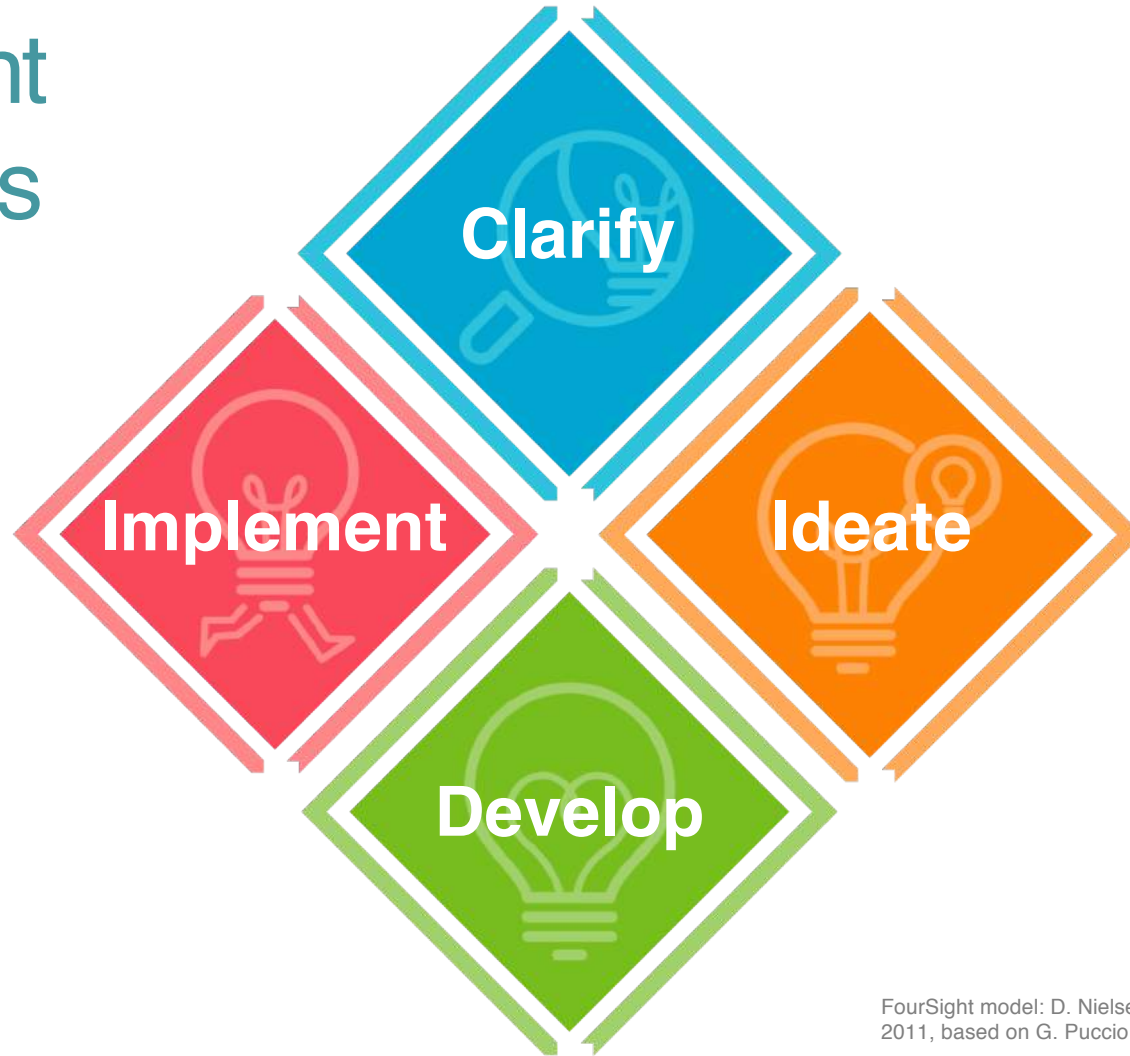 nt
s
Clarify
Implement
Ideate
Develop
FourSight model: D. Nielse
2011, based on G. Puccio